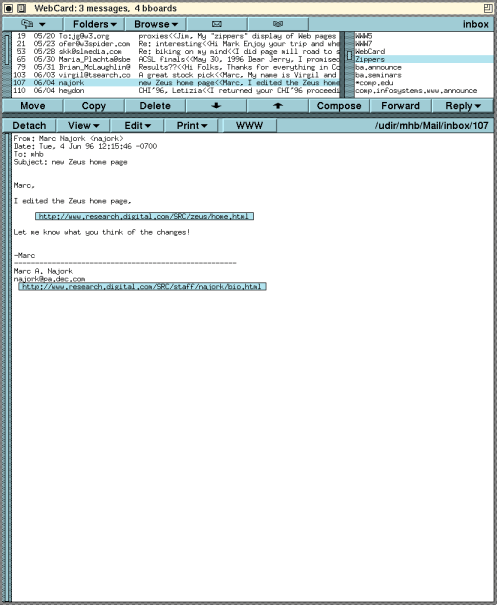 WebCard: 3 messages, 4 bboards
Folders Browse inbox
19 05/20 To:jg@w3.org proxies<<Jim, My "zippers" display of Web pages
21 05/23 ofer@w3spider.com Re: interesting<<Hi Mark Enjoy your trip and whe
53 05/28 skk@slmedia.com Re: biking on my mind<<I did page will road to s
65 05/30 Maria_Plachta@sbe ACSL finals<<May 30, 1996 Dear Jerry, I promised
79 05/31 Brian_McLaughlin@ Results??<<Hi Folks, Thanks for everything in Co
103 06/03 virgil@tsearch.co A great stock pick<<Marc, My name is Virgil and
107 06/04 najork new Zeus home page<<Marc, I edited the Zeus home
110 06/04 heydon CHI'96, Letizia<<I returned your CHI'96 proceedi
WWW5
WWW7
WebCard
Zippers
ba.announce
ba.seminars
*comp.edu
comp.infosystems.www.announce
Move Copy Delete Compose Forward Reply
Detach View Edit Print WWW /udir/mhb/Mail/inbox/107
From: Marc Najork <najork>
Date: Tue, 4 Jun 96 12:15:46 -0700
To: mhb
Subject: new Zeus home page
Marc,
I edited the Zeus home page,
http://www.research.digital.com/SRC/zeus/home.html
Let me know what you think of the changes!
-Marc
------------------------------------------------------
Marc A. Najork
najork@pa.dec.com
http://www.research.digital.com/SRC/staff/najork/bio.html